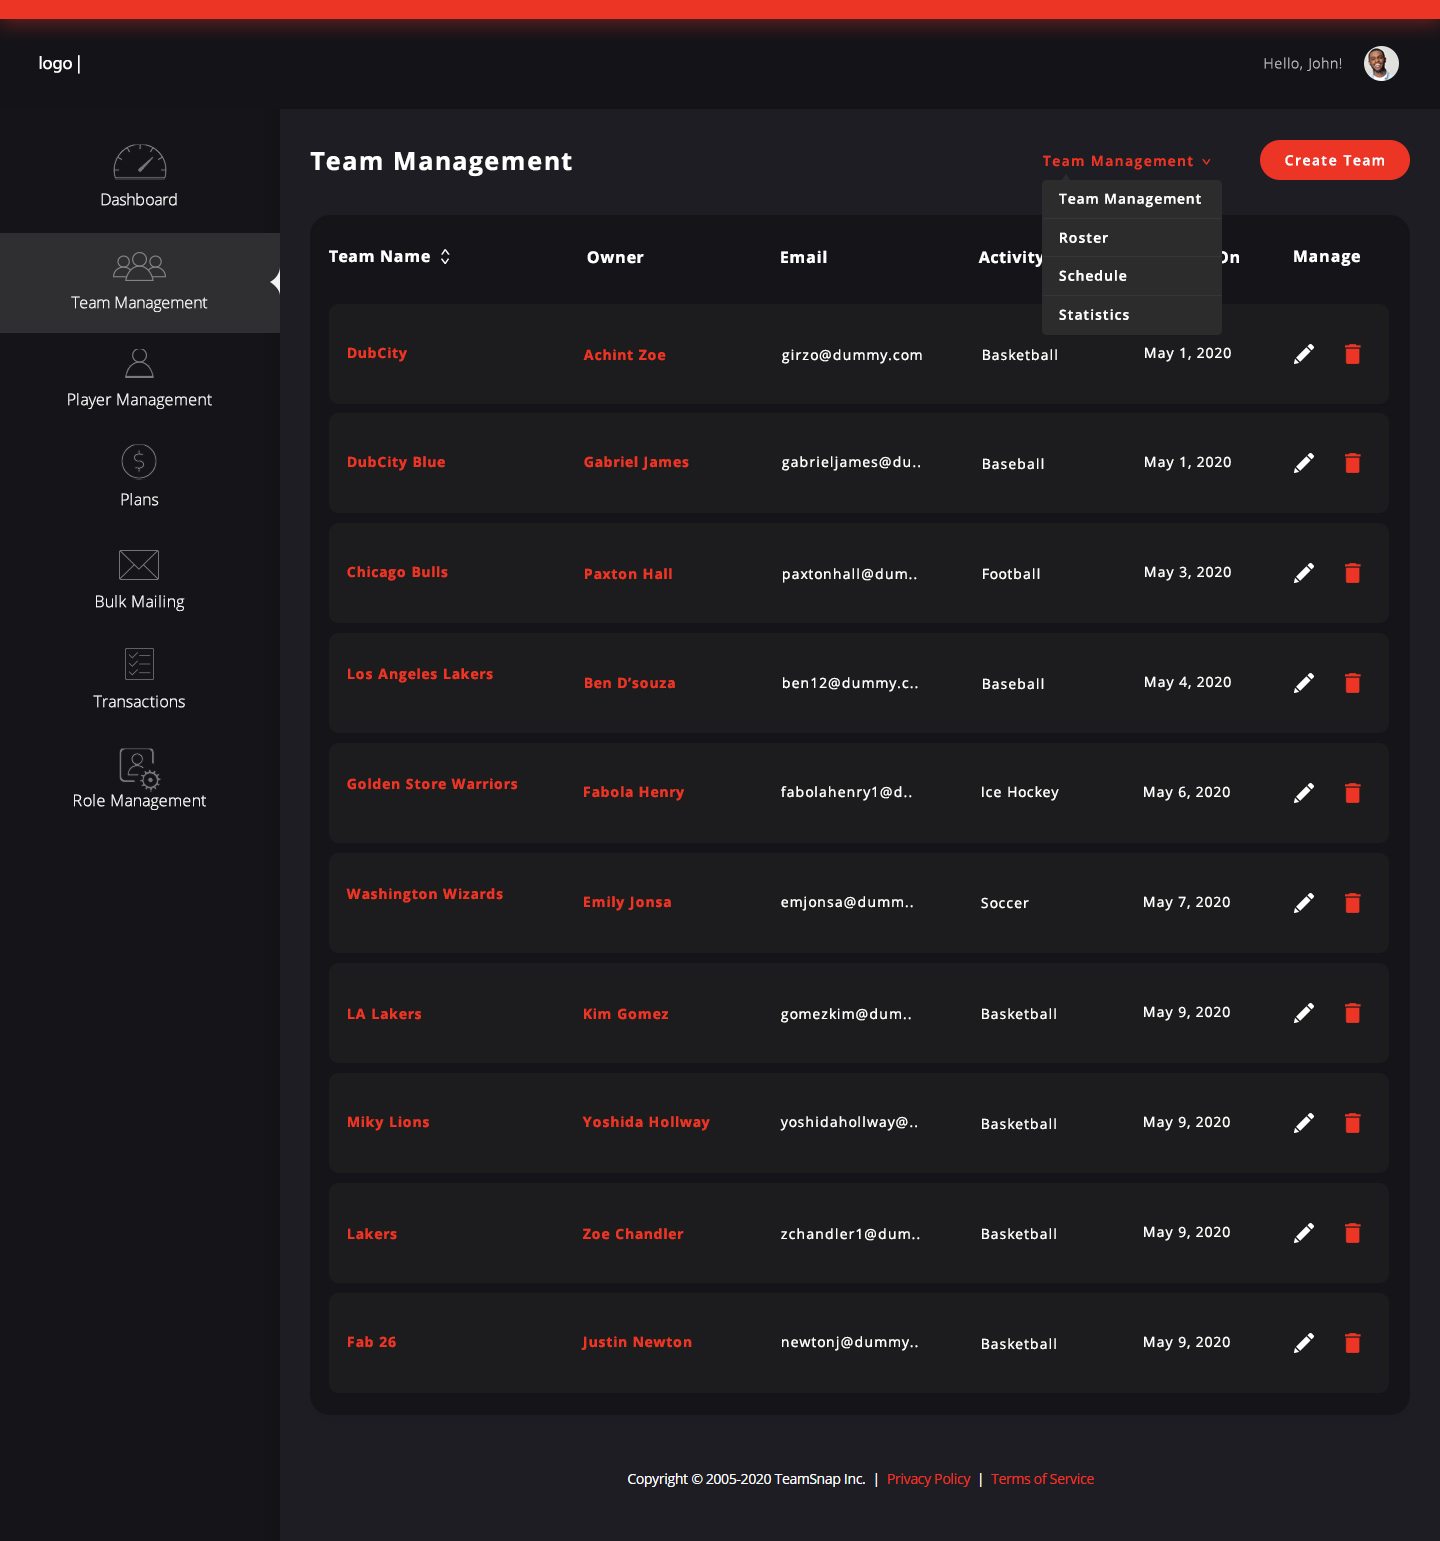 logo |
Hello, John!
Dashboard
Team Management
Player Management
Plans
Bulk Mailing
Transactions
Role Management
Team Management
Team Management
Create Team
Team Management
Roster
Schedule
Statistics
Team Name Owner Email Activity On Manage
DubCity Achint Zoe girzo@dummy.com Basketball May 1, 2020
DubCity Blue Gabriel James gabrieljames@du.. Baseball May 1, 2020
Chicago Bulls Paxton Hall paxtonhall@dum.. Football May 3, 2020
Los Angeles Lakers Ben D’souza ben12@dummy.c.. Baseball May 4, 2020
Golden Store Warriors Fabola Henry fabolahenry1@d.. Ice Hockey May 6, 2020
Washington Wizards Emily Jonsa emjonsa@dumm.. Soccer May 7, 2020
LA Lakers Kim Gomez gomezkim@dum.. Basketball May 9, 2020
Miky Lions Yoshida Hollway yoshidahollway@.. Basketball May 9, 2020
Lakers Zoe Chandler zchandler1@dum.. Basketball May 9, 2020
Fab 26 Justin Newton newtonj@dummy.. Basketball May 9, 2020
Copyright © 2005-2020 TeamSnap Inc. | Privacy Policy | Terms of Service